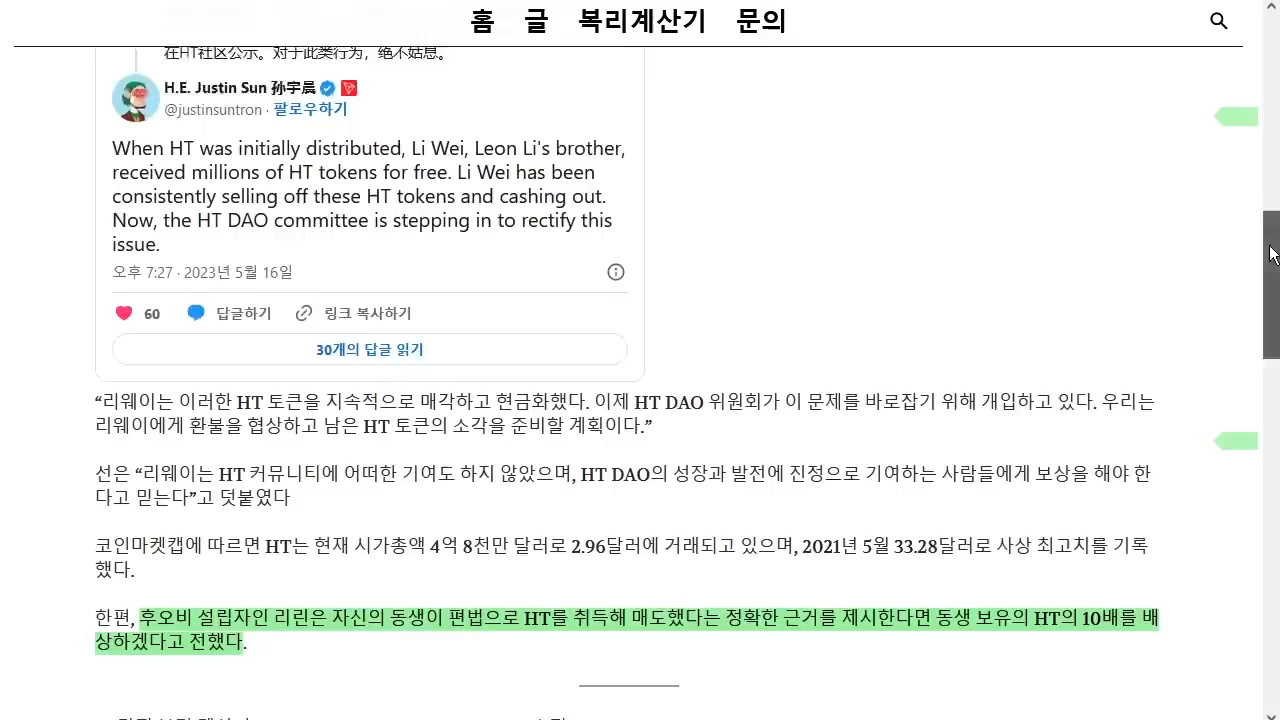 홈 글 복리계산기 문의
在HT社区公示。对于此类行为，绝不姑息。
H.E. Justin Sun 孙宇晨
@justinsuntron · 팔로우하기
When HT was initially distributed, Li Wei, Leon Li's brother,
received millions of HT tokens for free. Li Wei has been
consistently selling off these HT tokens and cashing out.
Now, the HT DAO committee is stepping in to rectify this
issue.
오후 7:27 · 2023년 5월 16일
60 답글하기 링크 복사하기
30개의 답글 읽기
“리웨이는 이러한 HT 토큰을 지속적으로 매각하고 현금화했다. 이제 HT DAO 위원회가 이 문제를 바로잡기 위해 개입하고 있다. 우리는
리웨이에게 환불을 협상하고 남은 HT 토큰의 소각을 준비할 계획이다.”
선은 “리웨이는 HT 커뮤니티에 어떠한 기여도 하지 않았으며, HT DAO의 성장과 발전에 진정으로 기여하는 사람들에게 보상을 해야 한
다고 믿는다”고 덧붙였다
코인마켓캡에 따르면 HT는 현재 시가총액 4억 8천만 달러로 2.96달러에 거래되고 있으며, 2021년 5월 33.28달러로 사상 최고치를 기록
했다.
한편, 후오비 설립자인 리린은 자신의 동생이 편법으로 HT를 취득해 매도했다는 정확한 근거를 제시한다면 동생 보유의 HT의 10배를 배
상하겠다고 전했다.